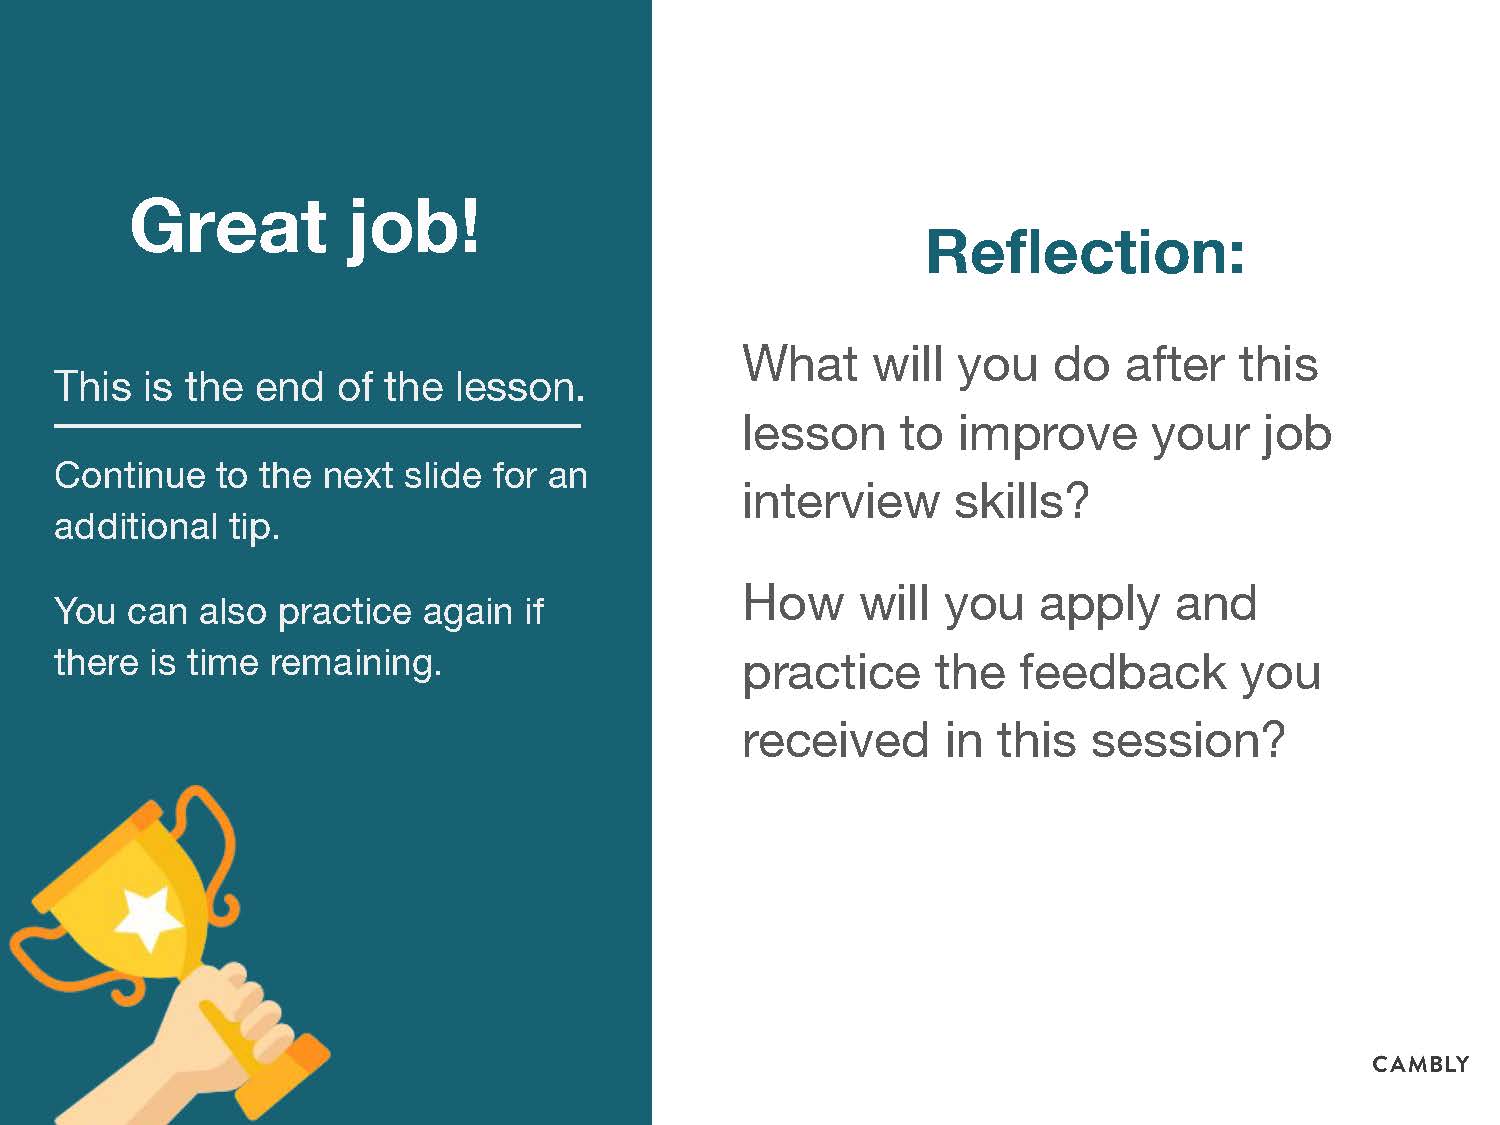 Great job!
This is the end of the lesson.
Continue to the next slide for an
additional tip.
You can also practice again if
there is time remaining.
Reflection:
What will you do after this
lesson to improve your job
interview skills?
How will you apply and
practice the feedback you
received in this session?
CAMBLY